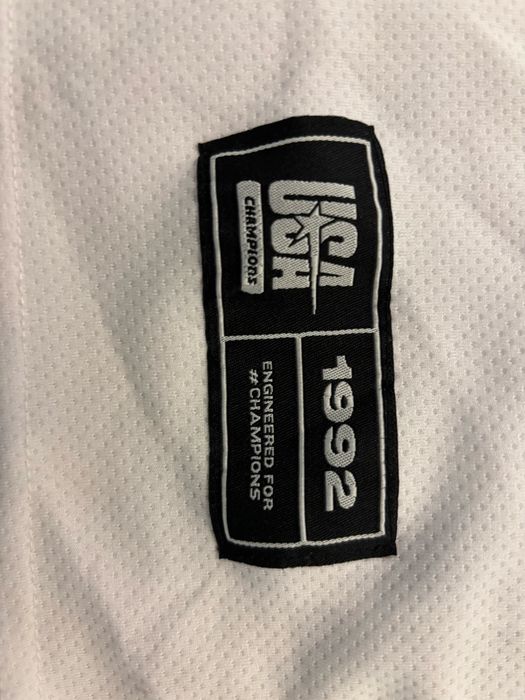 USA
CHAMPIONS
1992
ENGINEERED FOR
#CHAMPIONS